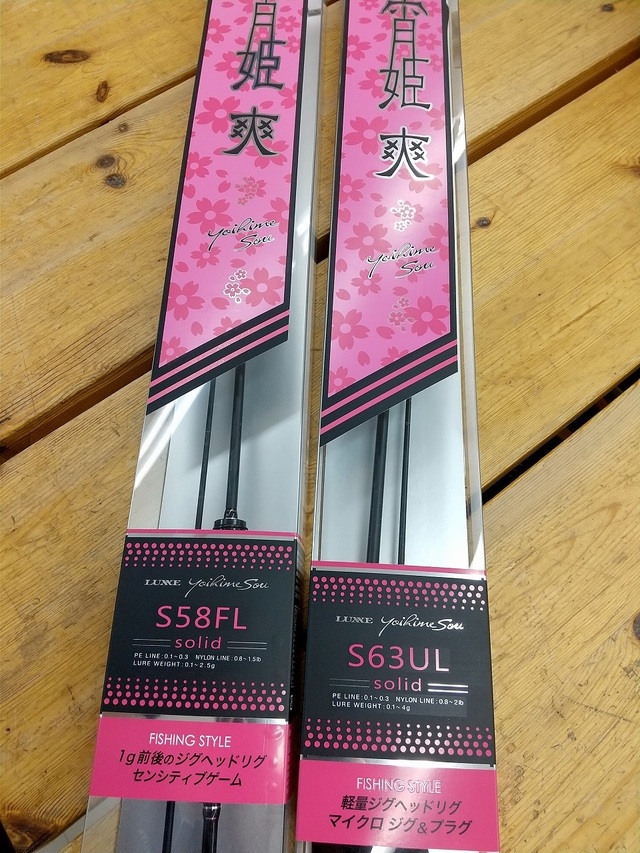 宵姫
爽
Yoihime
Sou
LUXXE Yoihime Sou
S58FL
solid
PE LINE:0.1~0.3 NYLON LINE:0.8~1.5lb
LURE WEIGHT:0.1~2.5g
FISHING STYLE
1g前後のジグヘッドリグ
センシティブゲーム
宵姫
爽
Yoihime
Sou
LUXXE Yoihime Sou
S63UL
solid
PE LINE:0.1~0.3 NYLON LINE:0.8~2lb
LURE WEIGHT:0.1~4g
FISHING STYLE
軽量ジグヘッドリグ
マイクロ ジグ&プラグ